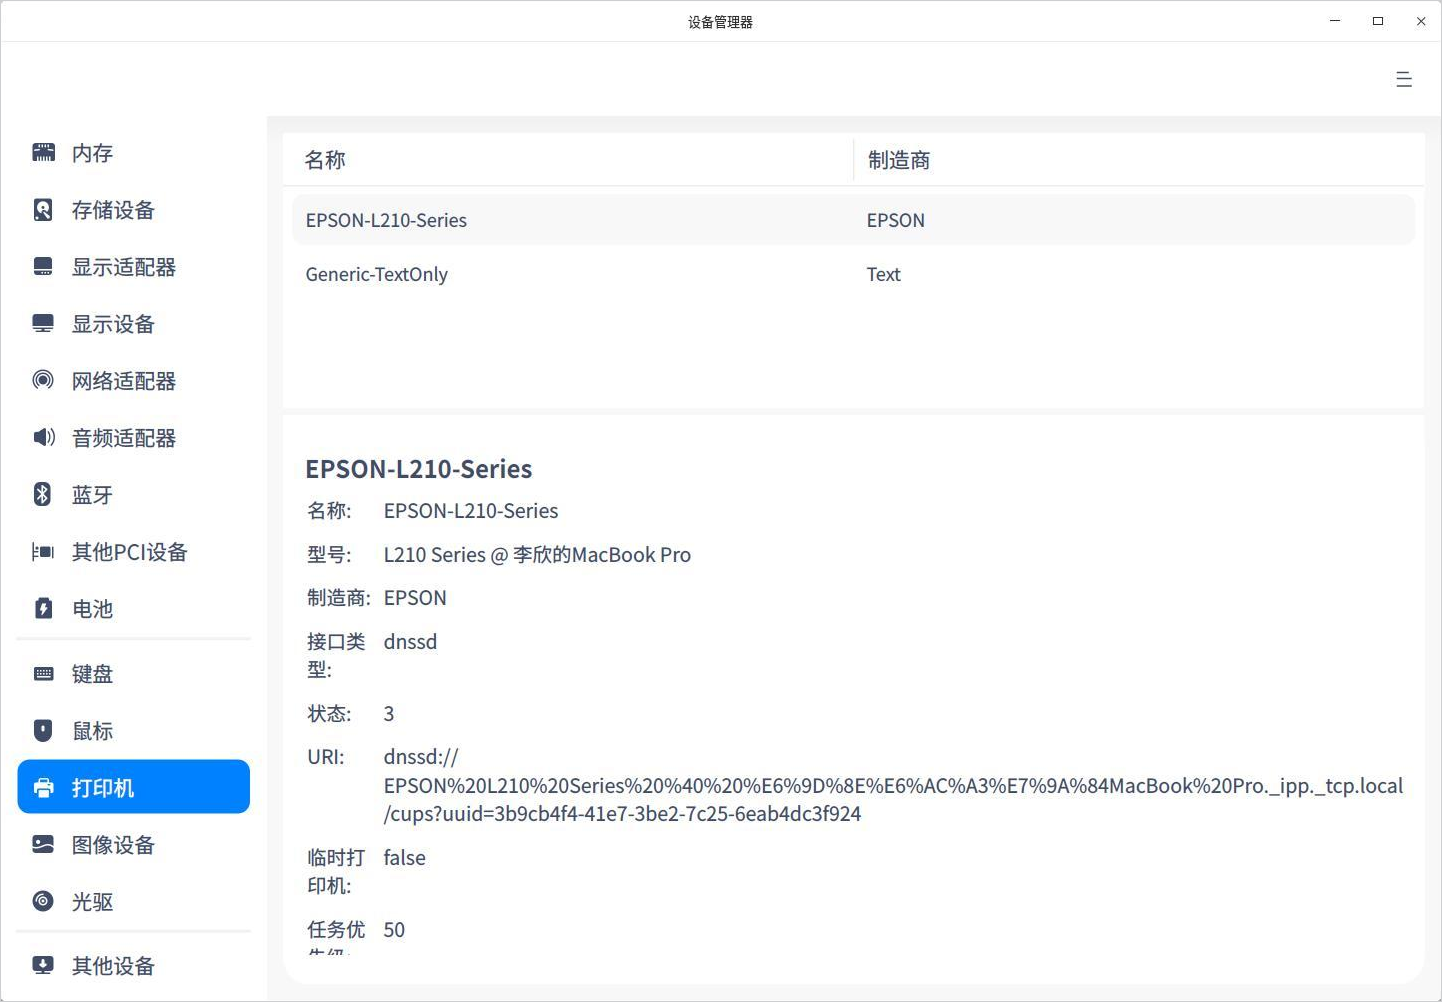 设备管理器
内存
存储设备
显示适配器
显示设备
网络适配器
音频适配器
蓝牙
其他PCI设备
电池
键盘
鼠标
打印机
图像设备
光驱
其他设备
名称 制造商
EPSON-L210-Series EPSON
Generic-TextOnly Text
EPSON-L210-Series
名称: EPSON-L210-Series
型号: L210 Series @ 李欣的MacBook Pro
制造商: EPSON
接口类 dnssd
型:
状态: 3
URI: dnssd://
EPSON%20L210%20Series%20%40%20%E6%9D%8E%E6%AC%A3%E7%9A%84MacBook%20Pro._ipp._tcp.local
/cups?uuid=3b9cb4f4-41e7-3be2-7c25-6eab4dc3f924
临时打 false
印机:
任务优 50